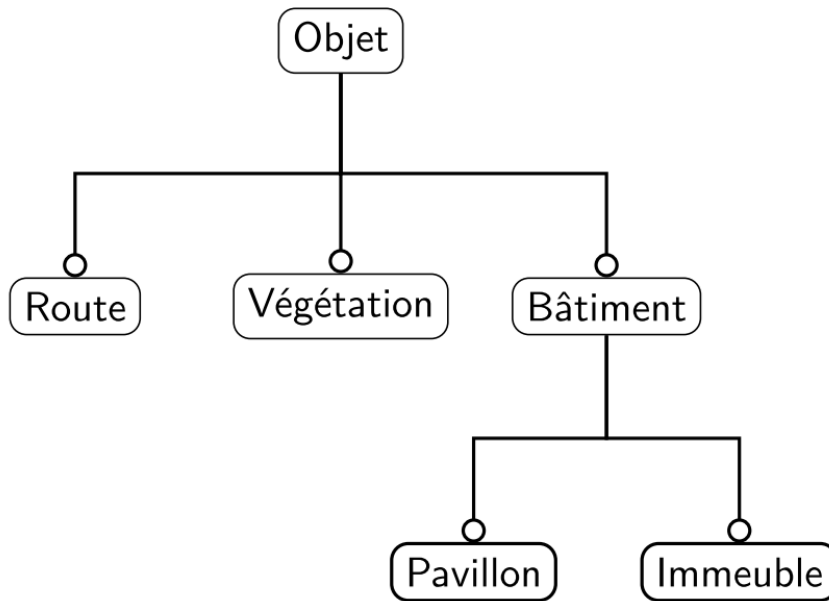 Objet
Route
Végétation
Bâtiment
Pavillon
Immeuble